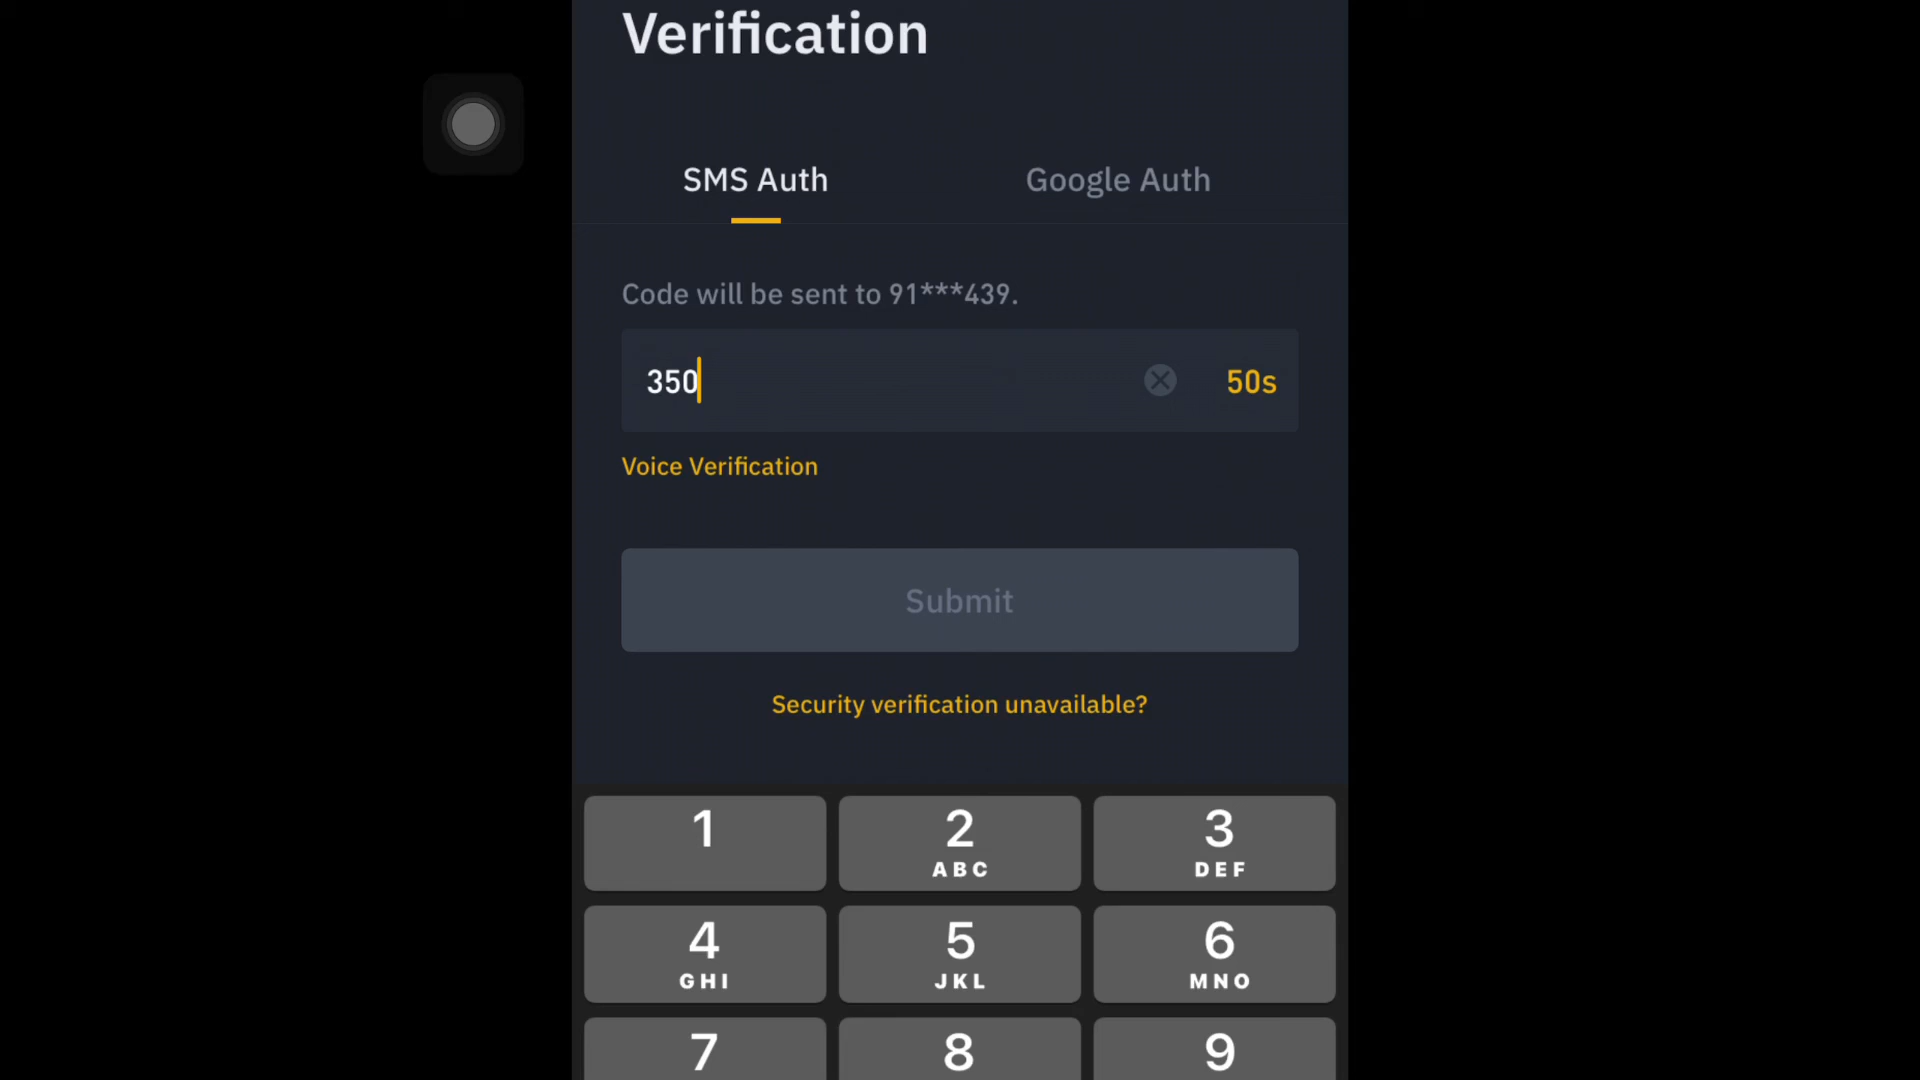 Verification
SMS Auth
Google Auth
Code will be sent to 91***439.
350
50s
Voice Verification
Submit
Security verification unavailable?
1
2
3
ABC
DEF
4
5
6
GHI
JKL
MNO
7
8
9